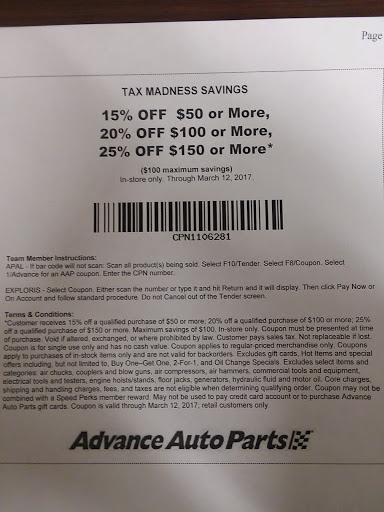 Page
TAX MADNESS SAVINGS
15% OFF $50 or More,
20% OFF $100 or More,
25% OFF $150 or More*
($100 maximum savings)
In-store only. Through March 12, 2017.
CPN1106281
Team Member Instructions:
APAL - If bar code will not scan: Scan all product(s) being sold. Select F10/Tender. Select F8/Coupon. Select
1/Advance for an AAP coupon. Enter the CPN number.
EXPLORIS - Select Coupon. Either scan the number or type it and hit Return and it will display. Then click Pay Now or
On Account and follow standard procedure. Do not Cancel out of the Tender screen.
Terms & Conditions:
*Customer receives 15% off a qualified purchase of $50 or more; 20% off a qualified purchase of $100 or more; 25%
off a qualified purchase of $150 or more. Maximum savings of $100. In-store only. Coupon must be presented at time
of purchase. Void if altered, exchanged, or where prohibited by law. Customer pays sales tax. Not replaceable if lost.
Coupon is for single use only and has no cash value. Coupon applies to regular-priced merchandise only. Coupons
apply to purchases of in-stock items only and are not valid for backorders. Excludes gift cards, Hot Items and special
offers including, but not limited to, Buy One–Get One, 2-For-1, and Oil Change Specials. Excludes select items and
categories: air chucks, couplers and blow guns, air compressors, air hammers, commercial tools and equipment,
electrical tools and testers, engine hoists/stands, floor jacks, generators, hydraulic fluid and motor oil. Core charges,
shipping and handling charges, fees, and taxes are not eligible when determining qualifying order. Coupon may not be
combined with a Speed Perks member reward. May not be used to pay credit card account or to purchase Advance
Auto Parts gift cards. Coupon is valid through March 12, 2017; retail customers only.
Advance Auto Parts